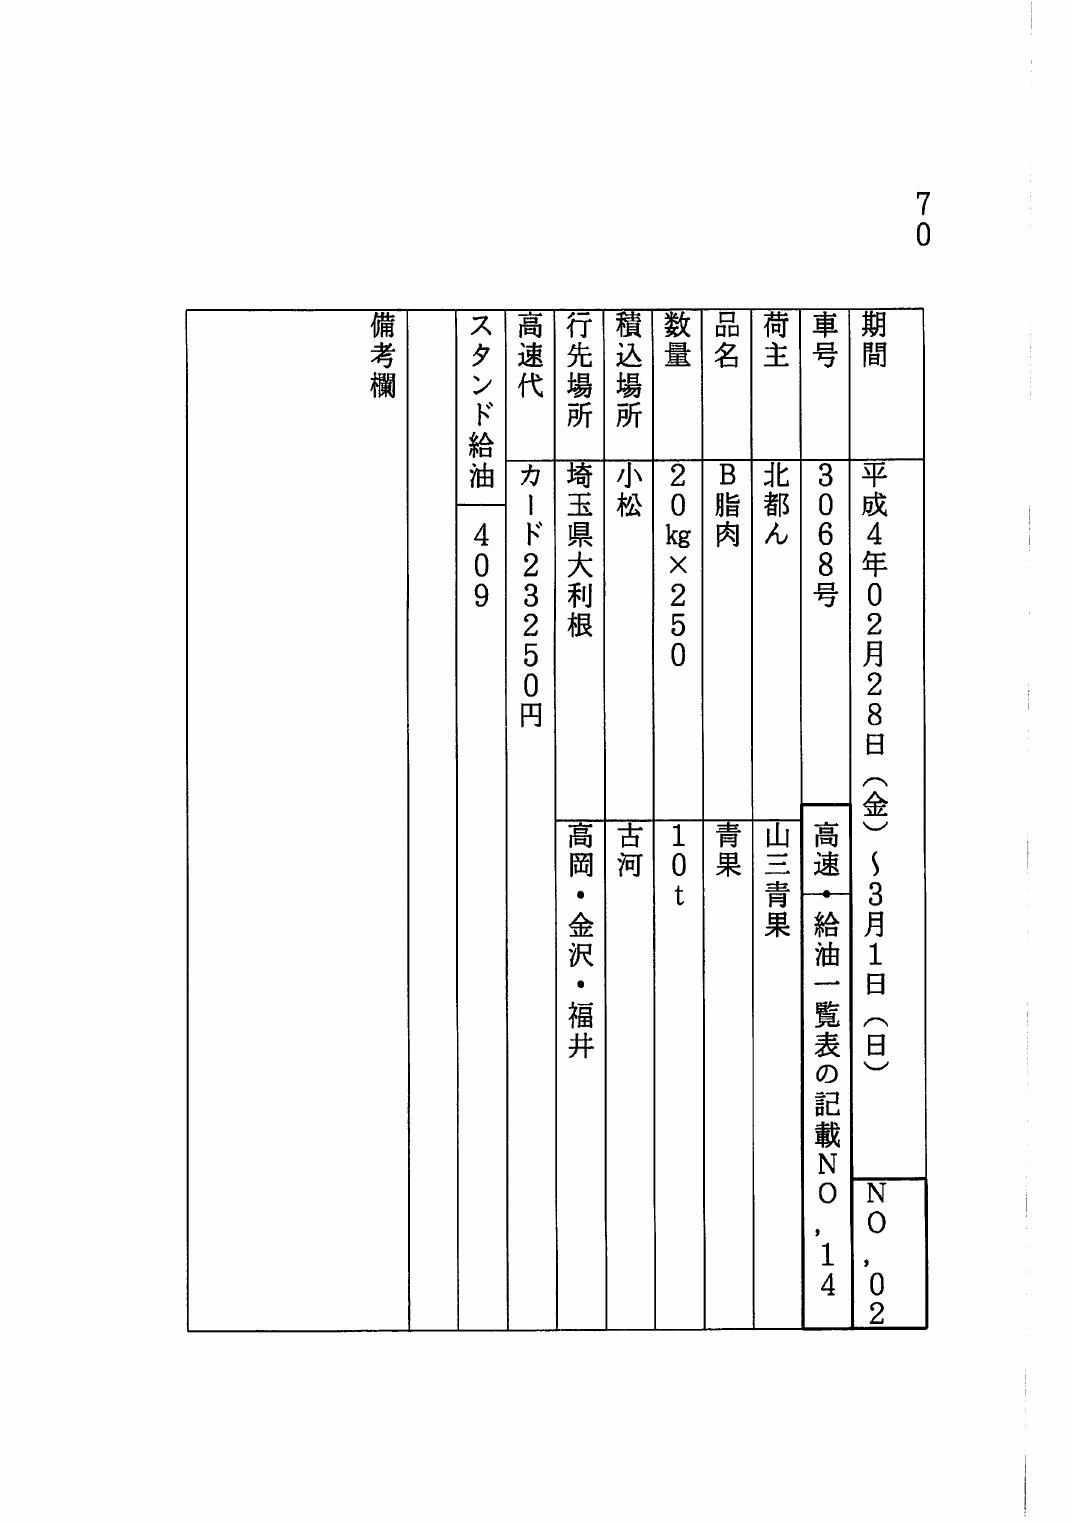 70
期間 平成4年02月28日(金)~3月1日(日) NO,02
車号 3068号 高速・給油一覧表の記載NO,14
荷主 北都ん 山三青果
品名 B脂肉 青果
数量 20㎏×250 10t
積込場所 小松 古河
行先場所 埼玉県大利根 高岡・金沢・福井
高速代 カード23250円
スタンド給油 409
備考欄